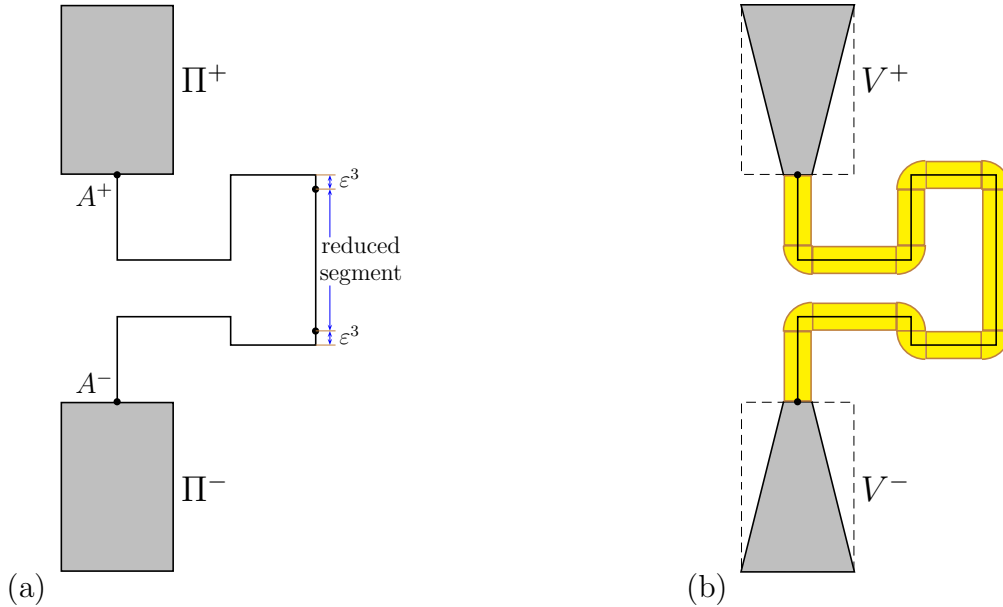 Π⁺
A⁺
ε³
reduced
segment
ε³
A⁻
Π⁻
(a)
V⁺
V⁻
(b)